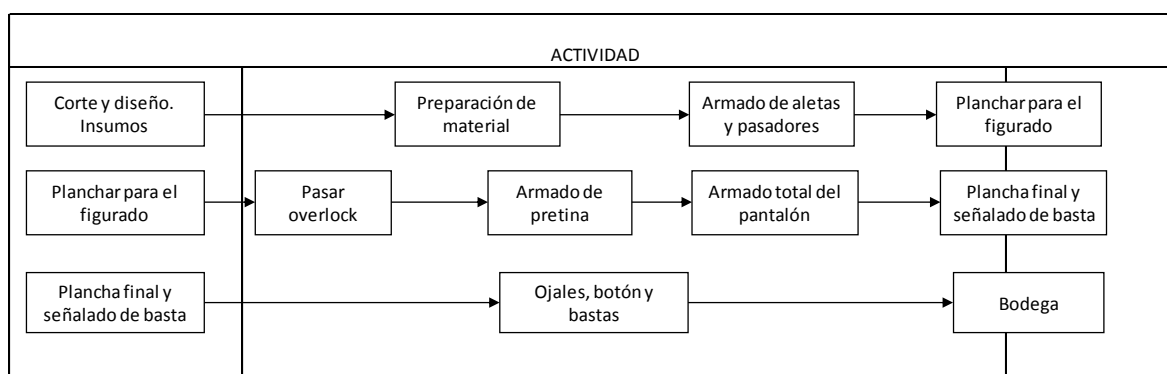 ACTIVIDAD
Corte y diseño.
Insumos
Preparación de
material
Armado de aletas
y pasadores
Planchar para el
figurado
Planchar para el
figurado
Pasar
overlock
Armado de
pretina
Armado total del
pantalón
Plancha final y
señalado de basta
Plancha final y
señalado de basta
Ojales, botón y
bastas
Bodega